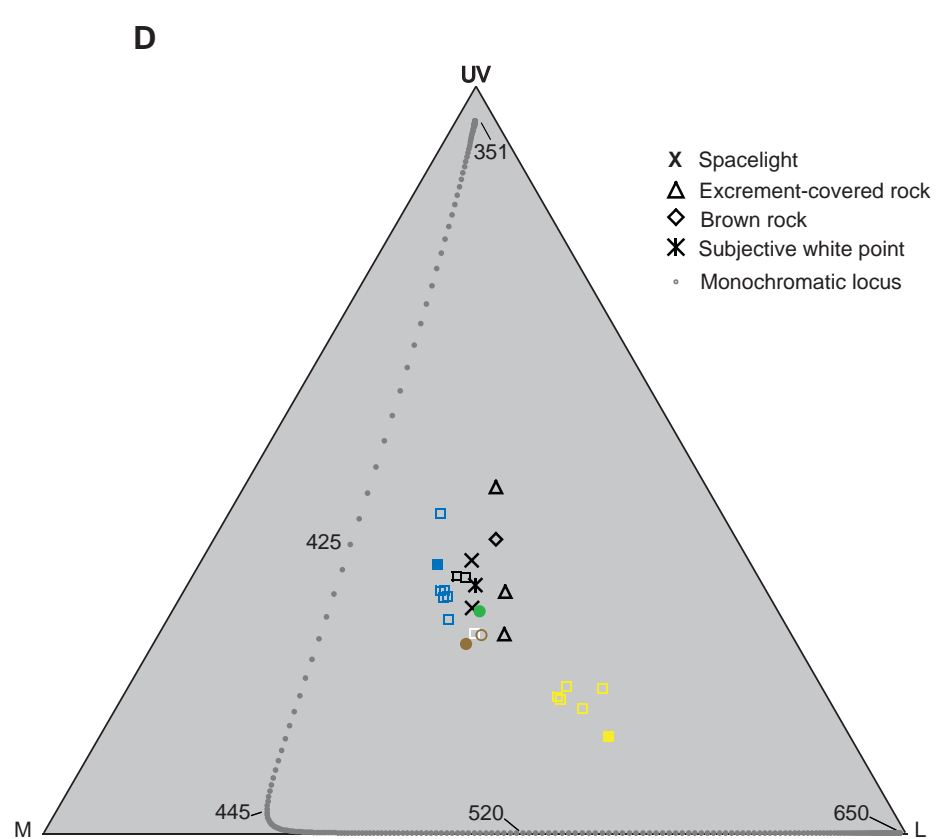 D
UV
351
X Spacelight
Excrement-covered rock
Brown rock
Subjective white point
Monochromatic locus
425
445
520
650
M
L